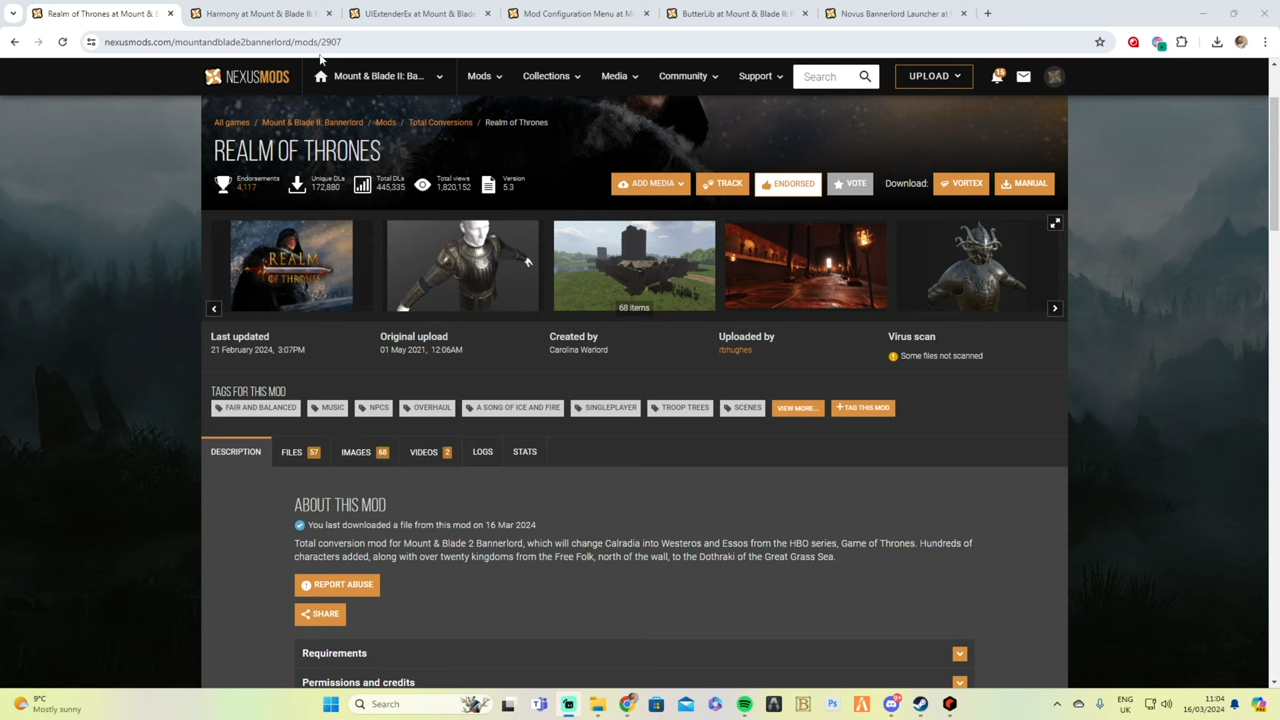 Realm of Thrones at Mount & B
Harmony at Mount & Blade II: B
UIExtenderEx at Mount & Blade
Mod Configuration Menu at M
ButterLib at Mount & Blade II: B
Novus Bannerlord Launcher at
nexusmods.com/mountandblade2bannerlord/mods/2907
NEXUSMODS
Mount & Blade II: Ba...
Mods
Collections
Media
Community
Support
Search
UPLOAD
15
All games / Mount & Blade II: Bannerlord / Mods / Total Conversions / Realm of Thrones
REALM OF THRONES
Endorsements
4,117
Unique DLs
172,880
Total DLs
445,335
Total views
1,820,152
Version
5.3
ADD MEDIA
TRACK
ENDORSED
VOTE
Download:
VORTEX
MANUAL
REALM
OF THRONES
68 items
Last updated
21 February 2024, 3:07PM
Original upload
01 May 2021, 12:06AM
Created by
Carolina Warlord
Uploaded by
rbhughes
Virus scan
Some files not scanned
TAGS FOR THIS MOD
FAIR AND BALANCED
MUSIC
NPCS
OVERHAUL
A SONG OF ICE AND FIRE
SINGLEPLAYER
TROOP TREES
SCENES
VIEW MORE...
+ TAG THIS MOD
DESCRIPTION
FILES 57
IMAGES 68
VIDEOS 2
LOGS
STATS
ABOUT THIS MOD
You last downloaded a file from this mod on 16 Mar 2024
Total conversion mod for Mount & Blade 2 Bannerlord, which will change Calradia into Westeros and Essos from the HBO series, Game of Thrones. Hundreds of
characters added, along with over twenty kingdoms from the Free Folk, north of the wall, to the Dothraki of the Great Grass Sea.
REPORT ABUSE
SHARE
Requirements
Permissions and credits
9°C
Mostly sunny
Search
ENG
UK
11:04
16/03/2024